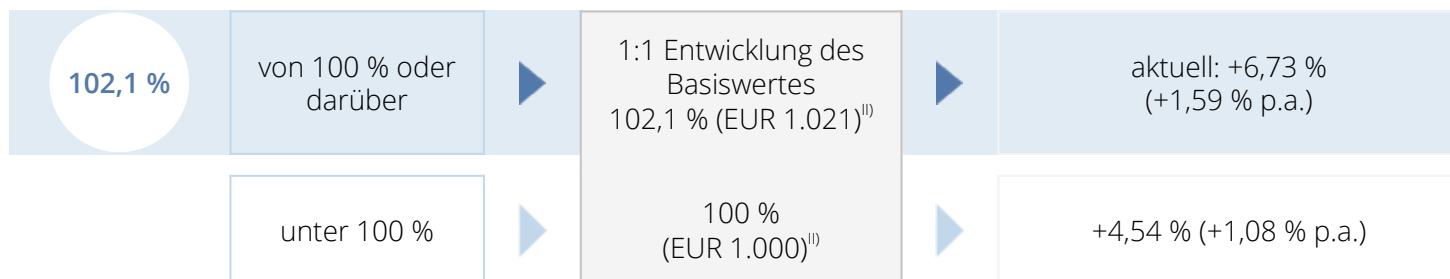 102,1 %
von 100 % oder
darüber
1:1 Entwicklung des
Basiswertes
102,1 % (EUR 1.021)II)
aktuell: +6,73 %
(+1,59 % p.a.)
unter 100 %
100 %
(EUR 1.000)II)
+4,54 % (+1,08 % p.a.)